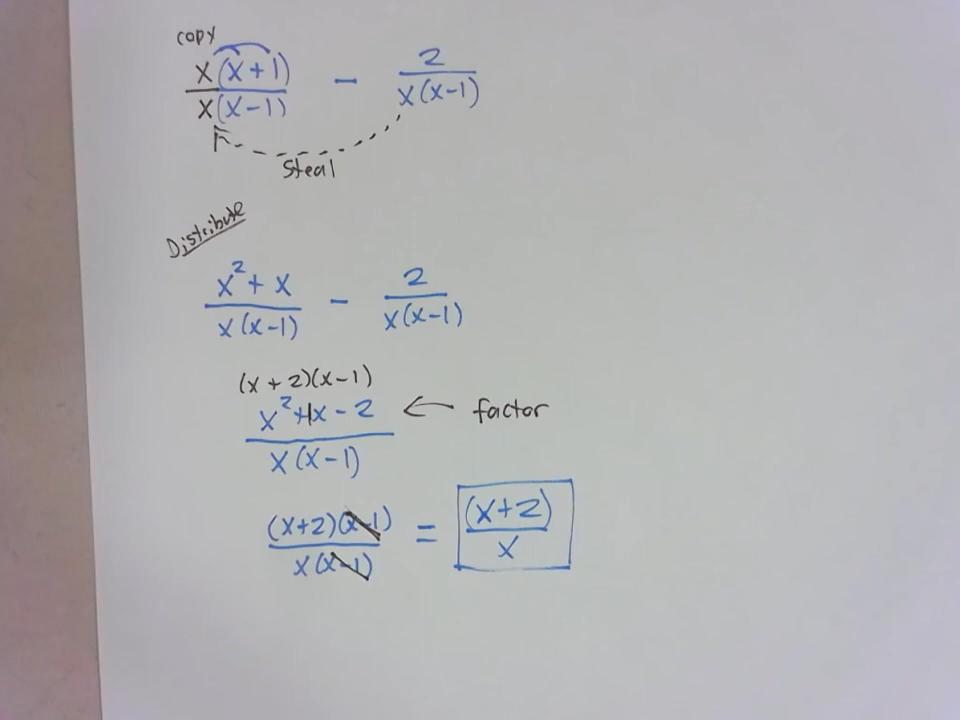 copy
x(x+1)/x(x-1) - 2/x(x-1)
steal
Distribute
x²+x/x(x-1) - 2/x(x-1)
(x+2)(x-1)
x²+1x-2/x(x-1) ← factor
(x+2)(x-1)/x(x-1) = (x+2)/x